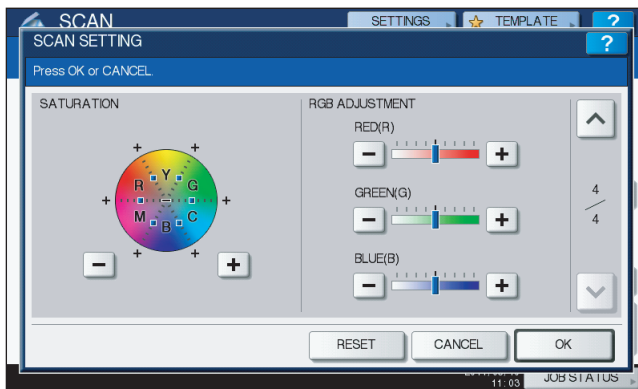 SCAN
SETTINGS
TEMPLATE
?
SCAN SETTING
?
Press OK or CANCEL.
SATURATION
RGB ADJUSTMENT
RED(R)
- +
GREEN(G)
- +
BLUE(B)
- +
+ +
Y
R G
+ - +
M C
B
+ +
- +
4
4
RESET
CANCEL
OK
11:03
JOB STATUS